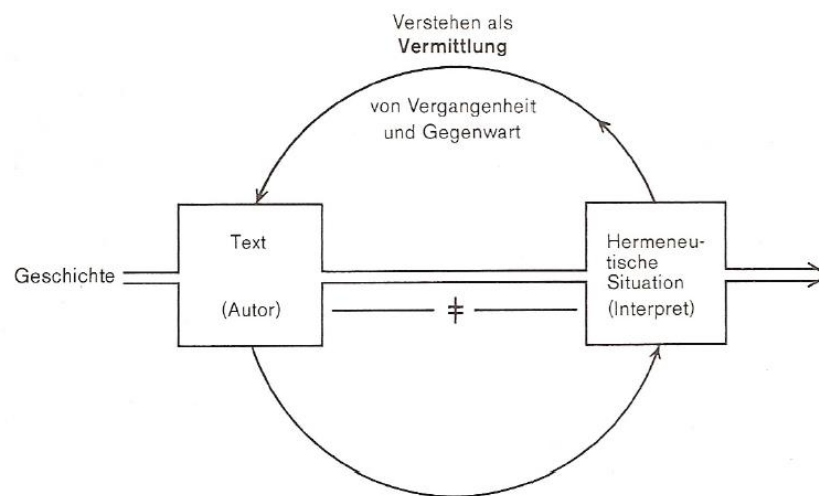 Verstehen als
Vermittlung
von Vergangenheit
und Gegenwart
Geschichte
Text
(Autor)
Hermeneu-
tische
Situation
(Interpret)